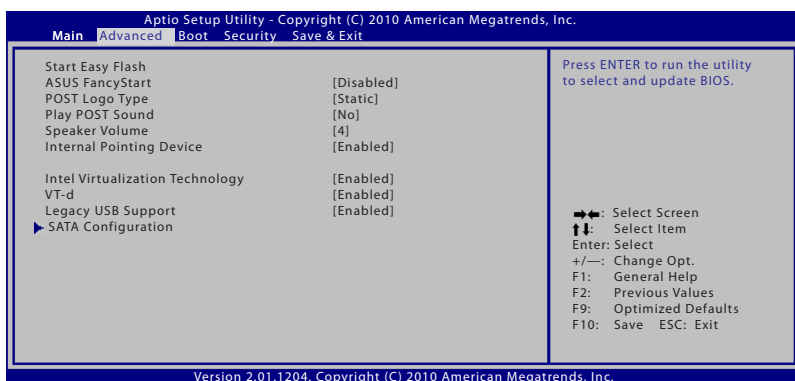 Aptio Setup Utility - Copyright (C) 2010 American Megatrends, Inc.
Main Advanced Boot Security Save & Exit
Start Easy Flash
ASUS FancyStart [Disabled]
POST Logo Type [Static]
Play POST Sound [No]
Speaker Volume [4]
Internal Pointing Device [Enabled]
Intel Virtualization Technology [Enabled]
VT-d [Enabled]
Legacy USB Support [Enabled]
SATA Configuration
Press ENTER to run the utility
to select and update BIOS.
→←: Select Screen
↑↓: Select Item
Enter: Select
+/—: Change Opt.
F1: General Help
F2: Previous Values
F9: Optimized Defaults
F10: Save ESC: Exit
Version 2.01.1204. Copyright (C) 2010 American Megatrends, Inc.